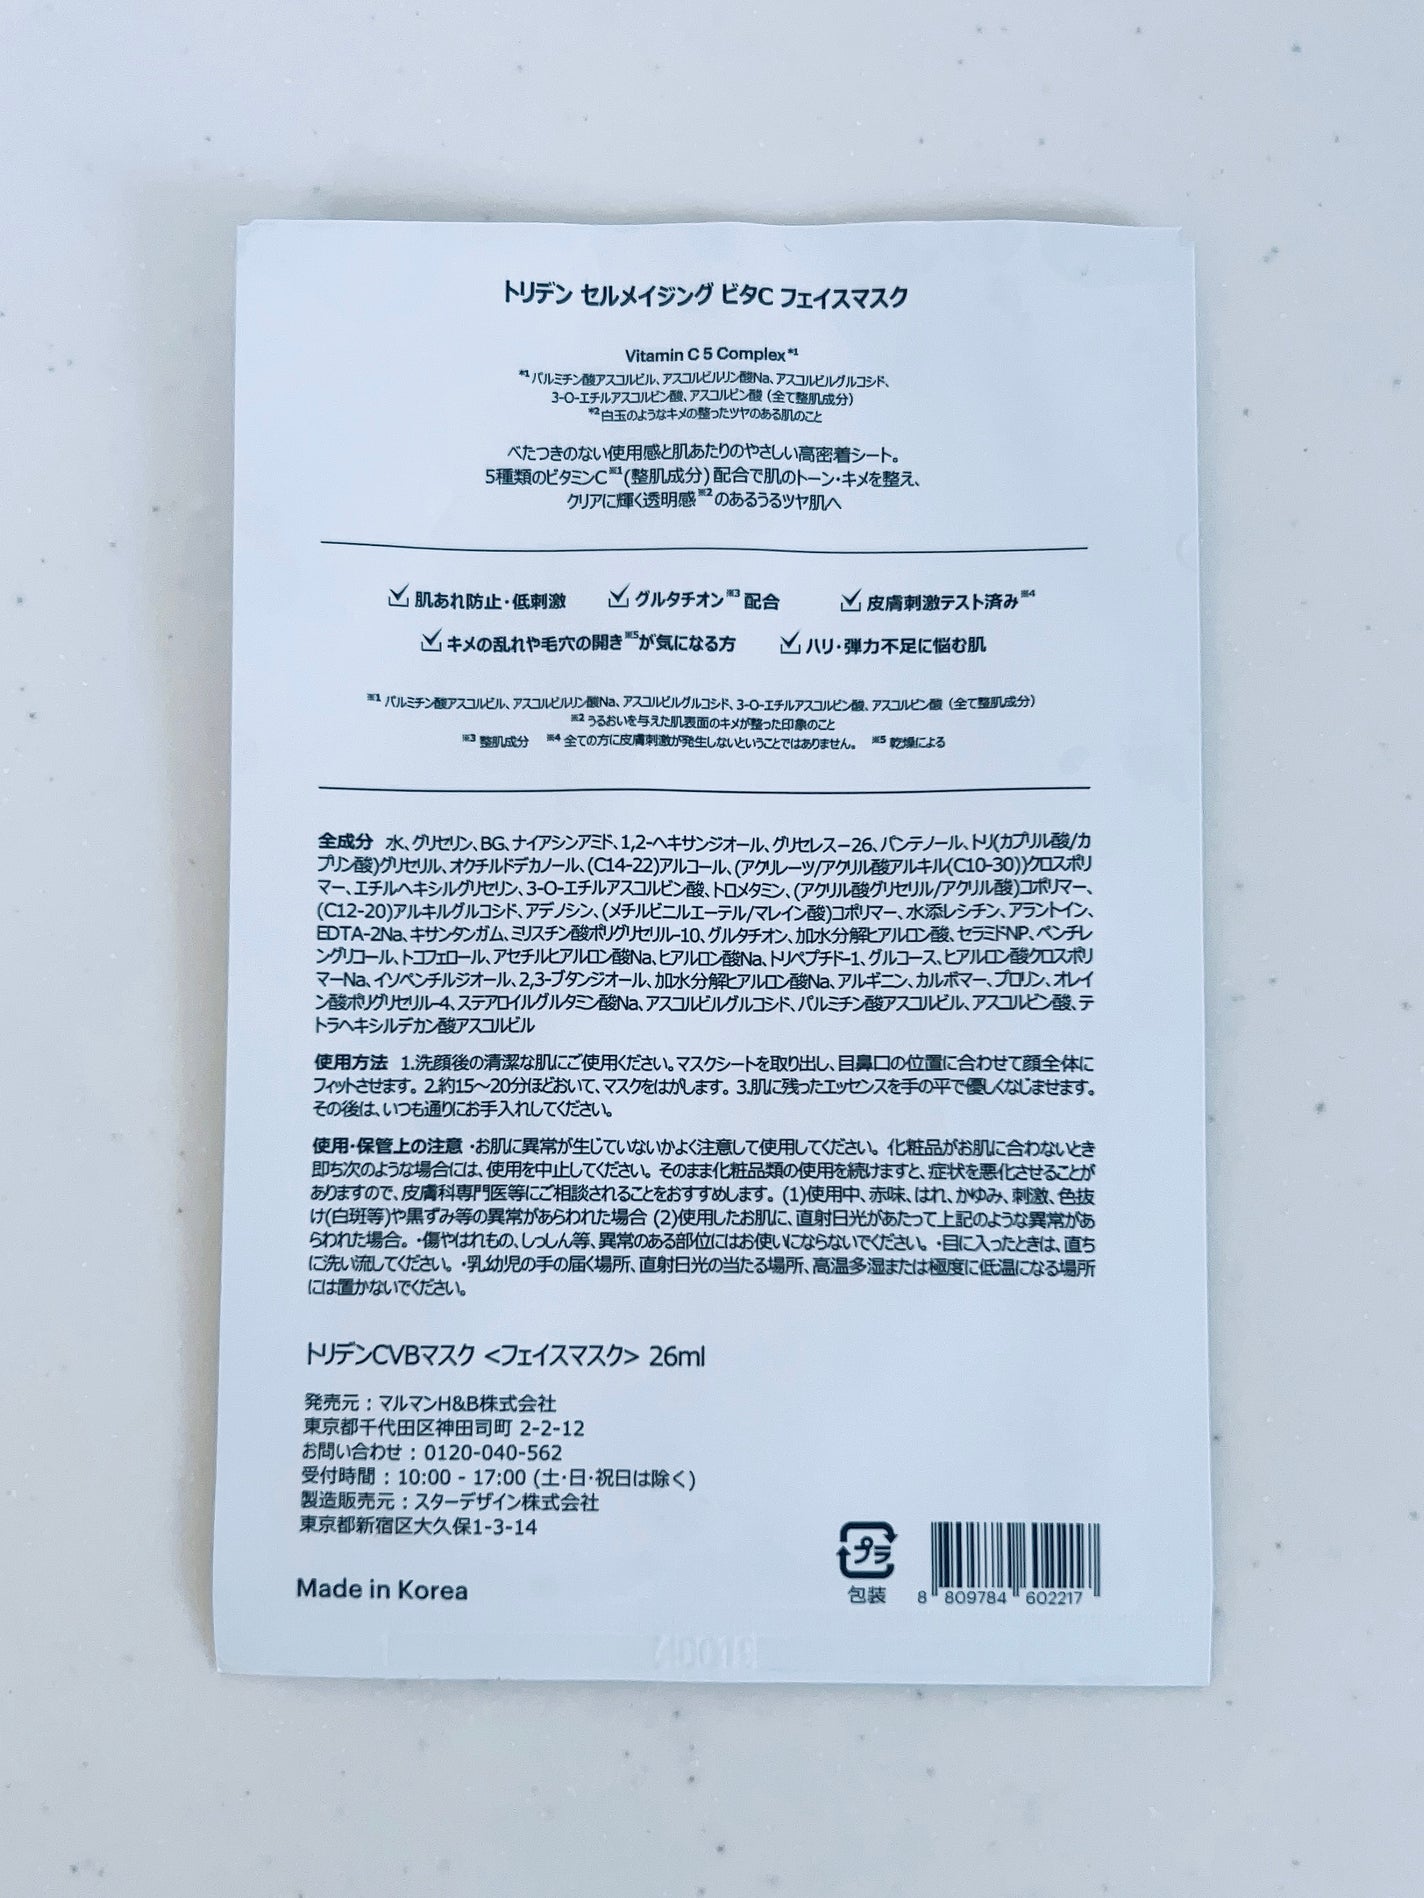 トリデン セルメイジング ビタC フェイスマスク
Vitamin C 5 Complex*1
*1 パルミチン酸アスコルビル、アスコルビルリン酸Na、アスコルビルグルコシド、
3-O-エチルアスコルビン酸、アスコルビン酸（全て整肌成分）
*2 白玉のようなキメの整ったツヤのある肌のこと
べたつきのない使用感と肌あたりのやさしい高密着シート。
5種類のビタミンC※1(整肌成分)配合で肌のトーン・キメを整え、
クリアに輝く透明感※2のあるうるツヤ肌へ
肌あれ防止・低刺激 グルタチオン※3配合 皮膚刺激テスト済み※4
キメの乱れや毛穴の開き※5が気になる方 ハリ・弾力不足に悩む肌
※1 パルミチン酸アスコルビル、アスコルビルリン酸Na、アスコルビルグルコシド、3-O-エチルアスコルビン酸、アスコルビン酸（全て整肌成分）
※2 うるおいを与えた肌表面のキメが整った印象のこと
※3 整肌成分 ※4 全ての方に皮膚刺激が発生しないということではありません。 ※5 乾燥による
全成分 水、グリセリン、BG、ナイアシンアミド、1,2-ヘキサンジオール、グリセレス-26、パンテノール、トリ(カプリル酸/カ
プリン酸)グリセリル、オクチルドデカノール、(C14-22)アルコール、(アクリレーツ/アクリル酸アルキル(C10-30))クロスポリ
マー、エチルヘキシルグリセリン、3-O-エチルアスコルビン酸、トロメタミン、(アクリル酸グリセリル/アクリル酸)コポリマー、
(C12-20)アルキルグルコシド、アデノシン、(メチルビニルエーテル/マレイン酸)コポリマー、水添レシチン、アラントイン、
EDTA-2Na、キサンタンガム、ミリスチン酸ポリグリセリル-10、グルタチオン、加水分解ヒアルロン酸、セラミドNP、ペンチレ
ングリコール、トコフェロール、アセチルヒアルロン酸Na、ヒアルロン酸Na、トリペプチド-1、グルコース、ヒアルロン酸クロスポリ
マーNa、イソペンチルジオール、2,3-ブタンジオール、加水分解ヒアルロン酸Na、アルギニン、カルボマー、プロリン、オレイ
ン酸ポリグリセリル-4、ステアロイルグルタミン酸Na、アスコルビルグルコシド、パルミチン酸アスコルビル、アスコルビン酸、テ
トラヘキシルデカン酸アスコルビル
使用方法 1.洗顔後の清潔な肌にご使用ください。マスクシートを取り出し、目鼻口の位置に合わせて顔全体に
フィットさせます。2.約15～20分ほどおいて、マスクをはがします。3.肌に残ったエッセンスを手の平で優しくなじませます。
その後は、いつも通りにお手入れしてください。
使用・保管上の注意 ・お肌に異常が生じていないかよく注意して使用してください。化粧品がお肌に合わないとき
即ち次のような場合には、使用を中止してください。そのまま化粧品類の使用を続けますと、症状を悪化させることが
ありますので、皮膚科専門医等にご相談されることをおすすめします。(1)使用中、赤味、はれ、かゆみ、刺激、色抜
け(白斑等)や黒ずみ等の異常があらわれた場合 (2)使用したお肌に、直射日光があたって上記のような異常があ
らわれた場合。・傷やはれもの、しっしん等、異常のある部位にはお使いにならないでください。・目に入ったときは、直ち
に洗い流してください。・乳幼児の手の届く場所、直射日光の当たる場所、高温多湿または極度に低温になる場所
には置かないでください。
トリデンCVBマスク <フェイスマスク> 26ml
発売元：マルマンH&B株式会社
東京都千代田区神田司町 2-2-12
お問い合わせ：0120-040-562
受付時間：10:00 - 17:00 (土・日・祝日は除く)
製造販売元：スターデザイン株式会社
東京都新宿区大久保1-3-14
Made in Korea
プラ
包装
8 809784 602217